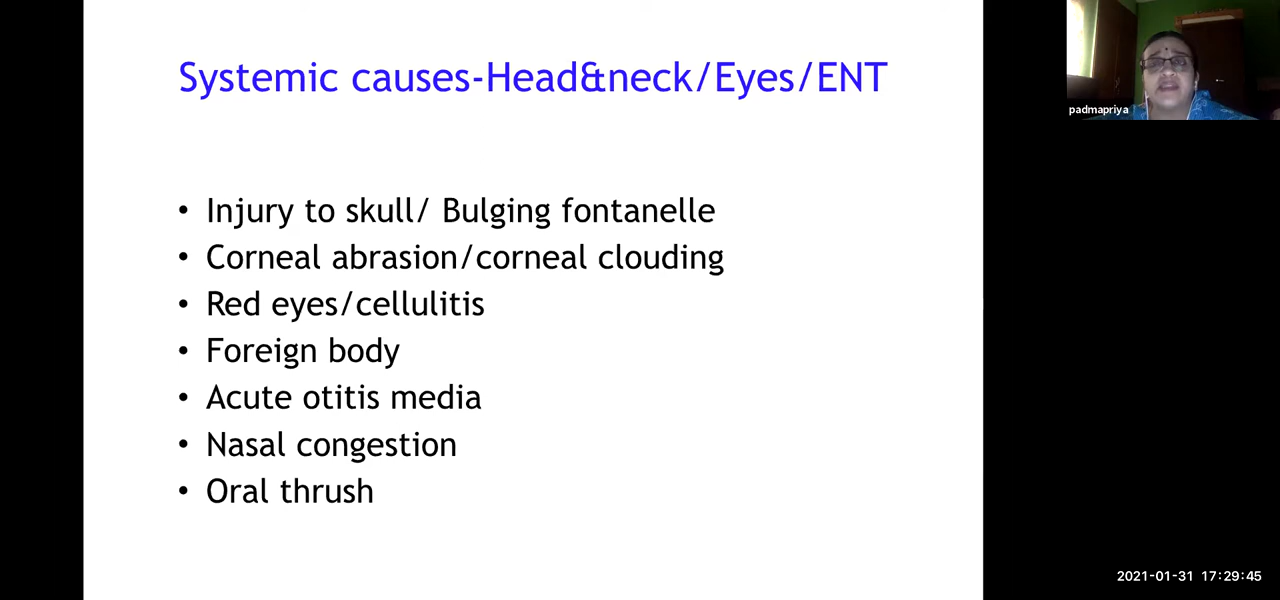 Systemic causes-Head&neck/Eyes/ENT
padmapriya
• Injury to skull/ Bulging fontanelle
• Corneal abrasion/corneal clouding
• Red eyes/cellulitis
• Foreign body
• Acute otitis media
• Nasal congestion
• Oral thrush
2021-01-31 17:29:45